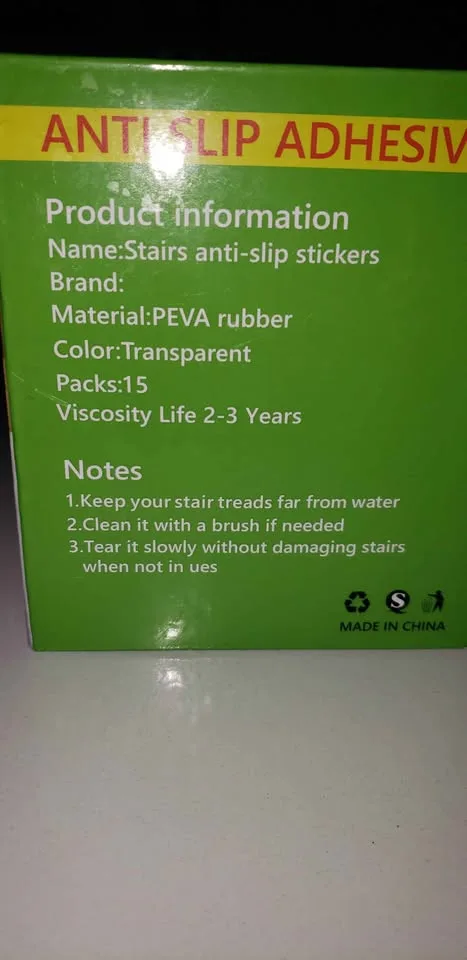 ANTI SLIP ADHESIV
Product information
Name:Stairs anti-slip stickers
Brand:
Material:PEVA rubber
Color:Transparent
Packs:15
Viscosity Life 2-3 Years
Notes
1.Keep your stair treads far from water
2.Clean it with a brush if needed
3.Tear it slowly without damaging stairs
when not in ues
S
MADE IN CHINA